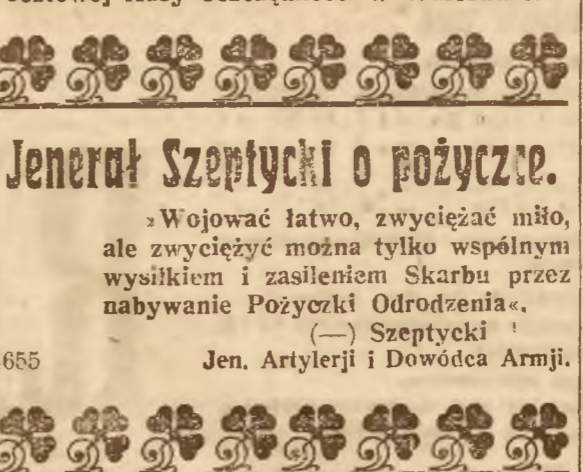 Jenerał Szeptycki o pożyczce.
»Wojować łatwo, zwyciężać miło,
ale zwyciężyć można tylko wspólnym
wysiłkiem i zasileniem Skarbu przez
nabywanie Pożyczki Odrodzenia«.
(—) Szeptycki
655 Jen. Artylerji i Dowódca Armji.